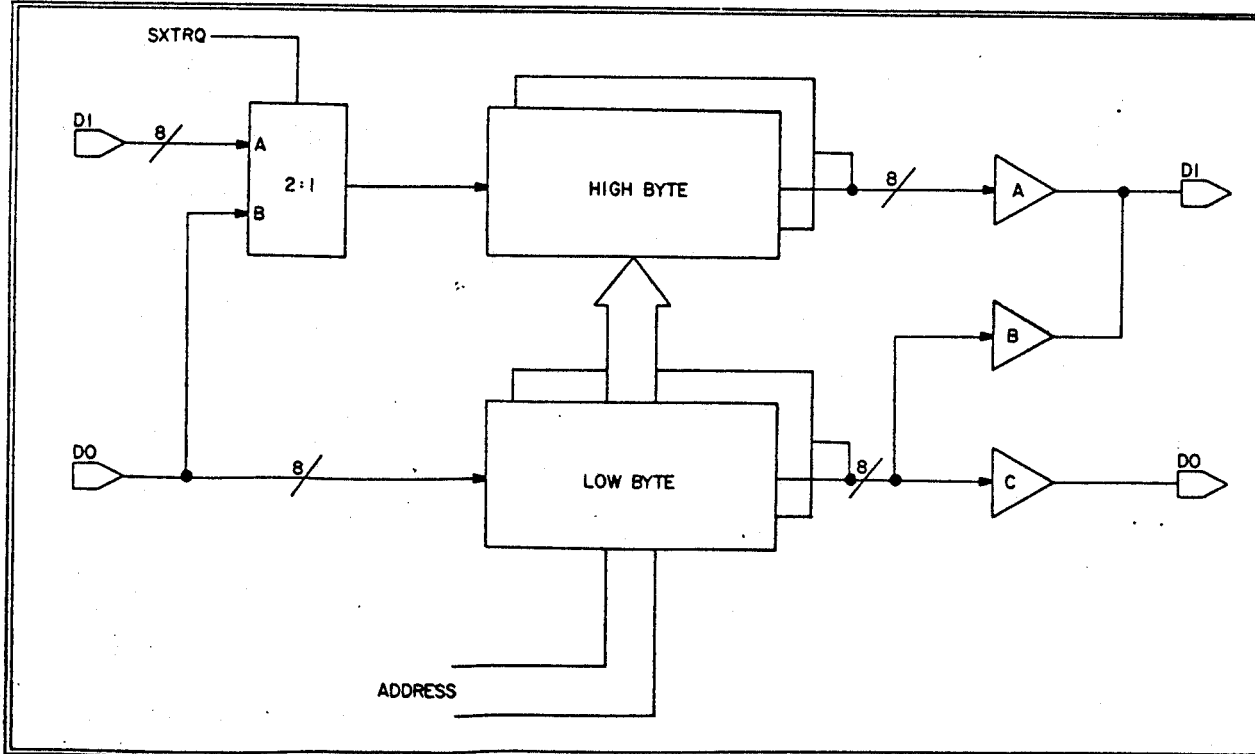 SXTRQ
DI
8
A
2:1
B
HIGH BYTE
8
A
DI
B
DO
8
LOW BYTE
8
C
DO
ADDRESS